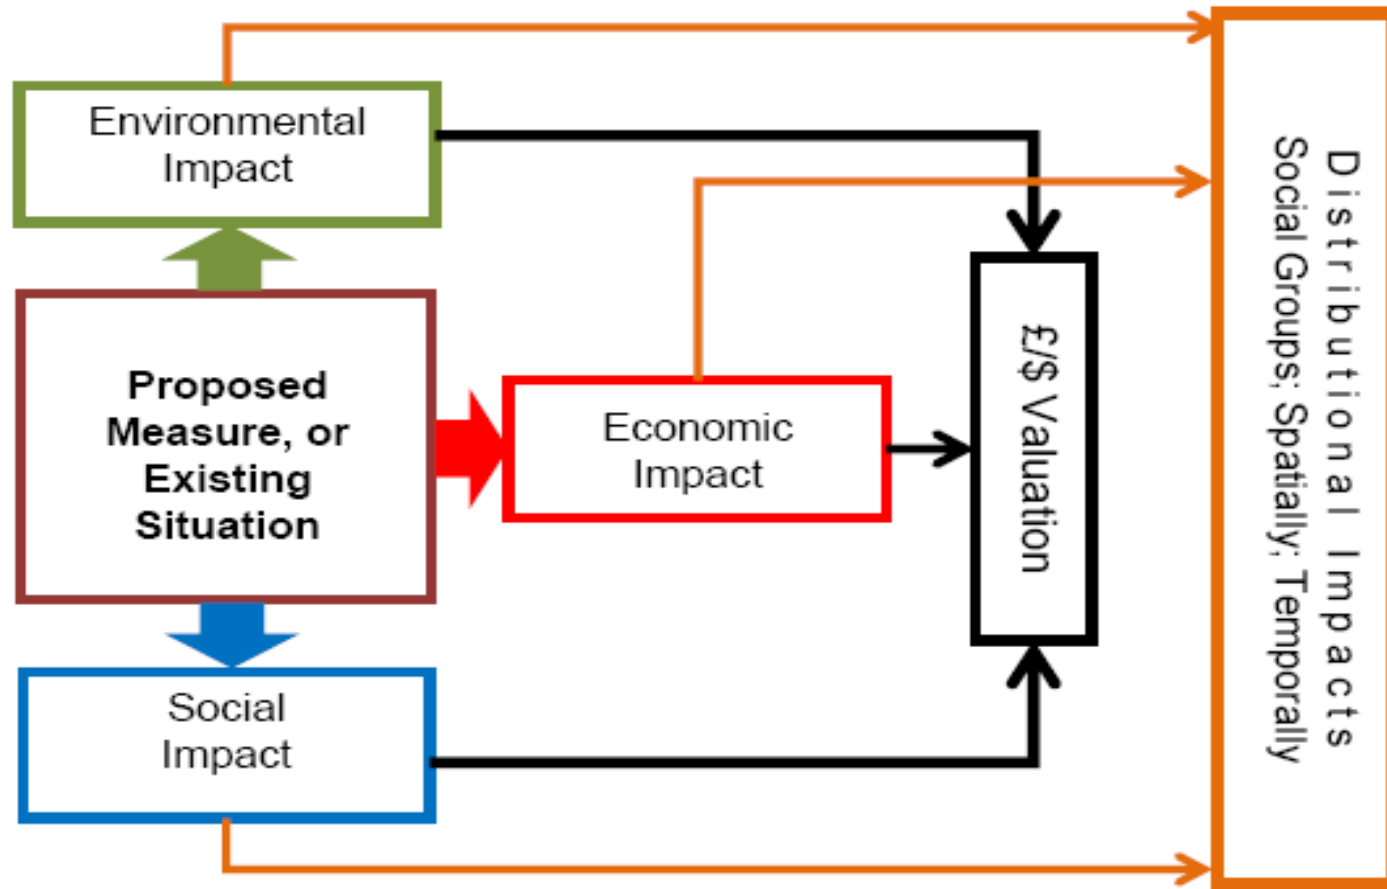 Environmental
Impact
Proposed
Measure, or
Existing
Situation
Economic
Impact
Social
Impact
£/$ Valuation
Distributional Impacts
Social Groups; Spatially; Temporally